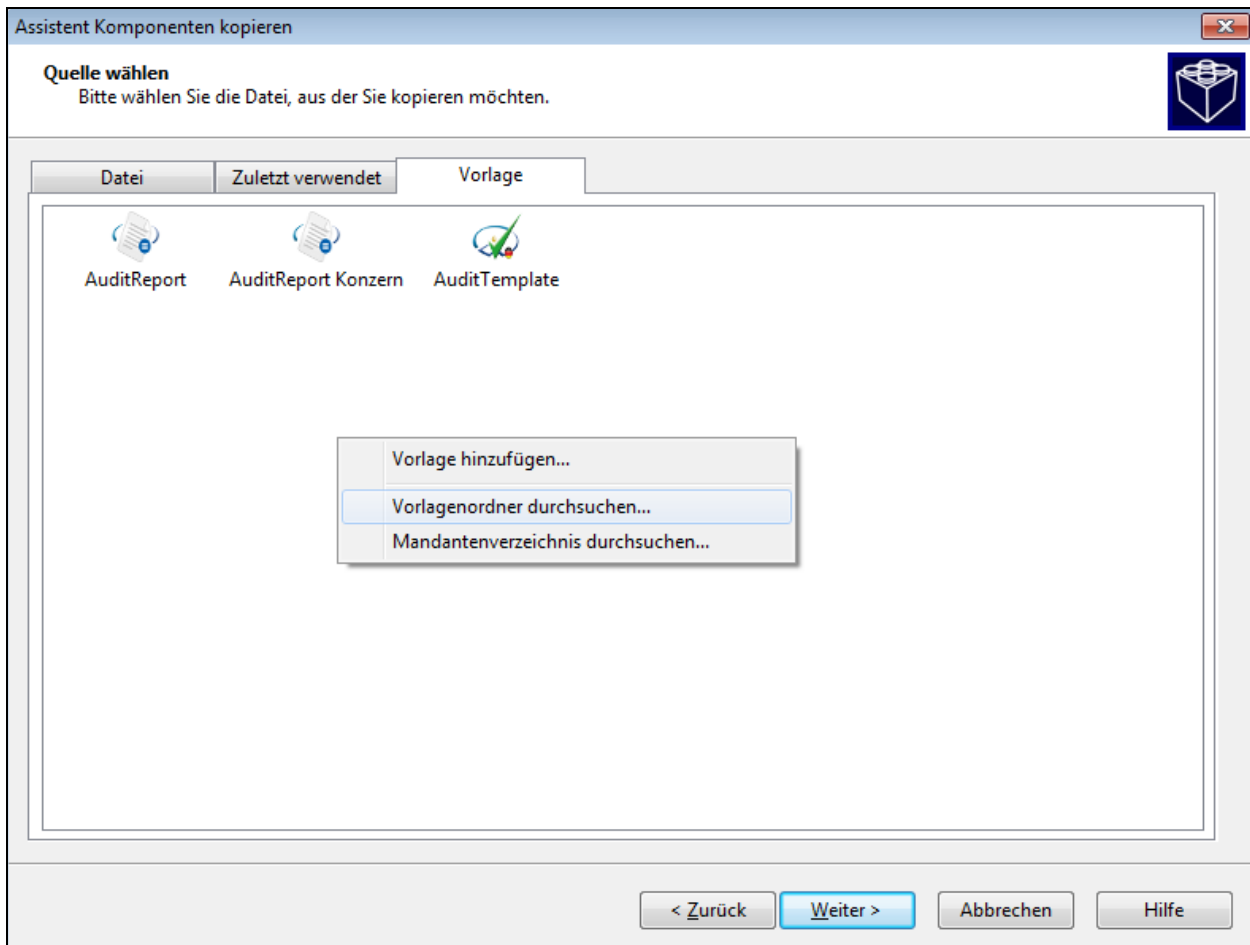 Assistent Komponenten kopieren
Quelle wählen
Bitte wählen Sie die Datei, aus der Sie kopieren möchten.
Datei
Zuletzt verwendet
Vorlage
AuditReport
AuditReport Konzern
AuditTemplate
Vorlage hinzufügen...
Vorlagenordner durchsuchen...
Mandantenverzeichnis durchsuchen...
< Zurück
Weiter >
Abbrechen
Hilfe